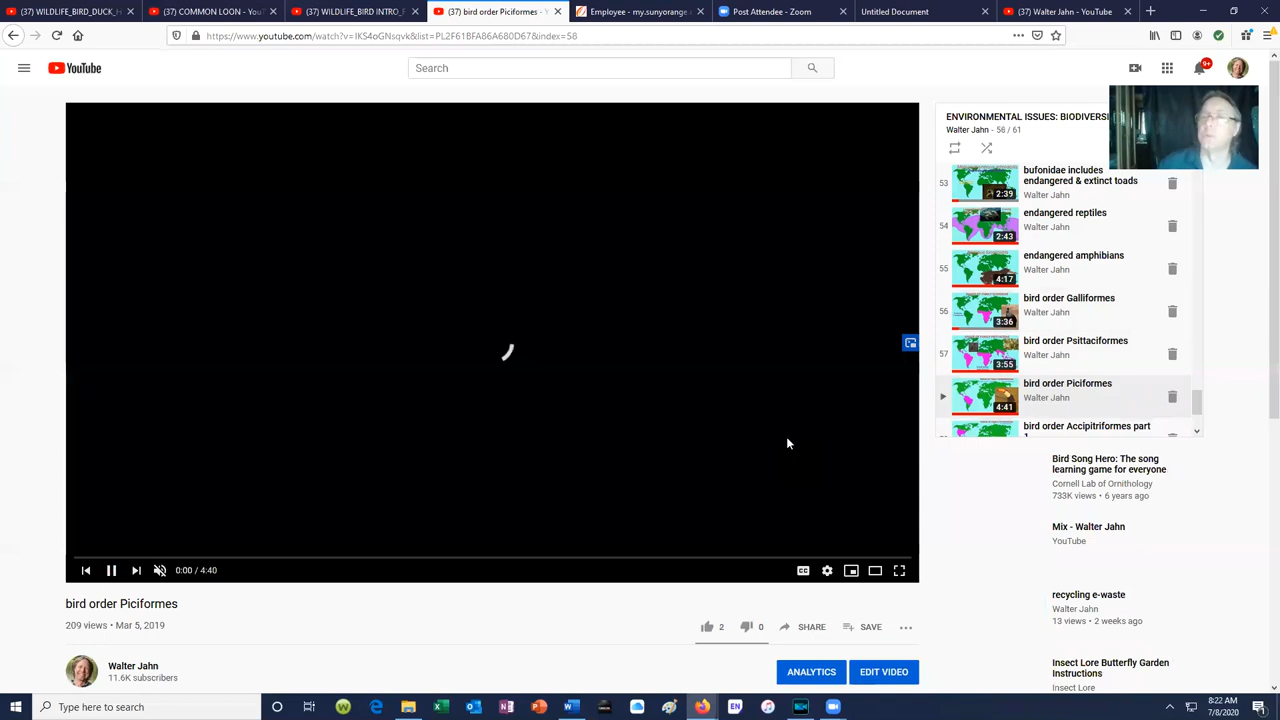 (37) WILDLIFE_BIRD_DUCK_H
(37) COMMON LOON - YouT
(37) WILDLIFE_BIRD INTRO_F
(37) bird order Piciformes - Y
Employee - my.sunyorange
Post Attendee - Zoom
Untitled Document
(37) Walter Jahn - YouTube
https://www.youtube.com/watch?v=IKS4oGNsqvk&list=PL2F61BFA86A680D67&index=58
YouTube
Search
9+
ENVIRONMENTAL ISSUES: BIODIVERSI
Walter Jahn - 58 / 61
53
2:39
bufonidae includes
endangered & extinct toads
Walter Jahn
54
2:43
endangered reptiles
Walter Jahn
55
4:17
endangered amphibians
Walter Jahn
56
3:36
bird order Galliformes
Walter Jahn
57
3:55
bird order Psittaciformes
Walter Jahn
4:41
bird order Piciformes
Walter Jahn
bird order Accipitriformes part
Bird Song Hero: The song
learning game for everyone
Cornell Lab of Ornithology
733K views • 6 years ago
Mix - Walter Jahn
YouTube
recycling e-waste
Walter Jahn
13 views • 2 weeks ago
Insect Lore Butterfly Garden
Instructions
Insect Lore
0:00 / 4:40
CC
bird order Piciformes
209 views • Mar 5, 2019
2
0
SHARE
SAVE
Walter Jahn
11.6K subscribers
ANALYTICS
EDIT VIDEO
Type here to search
8:22 AM
7/8/2020